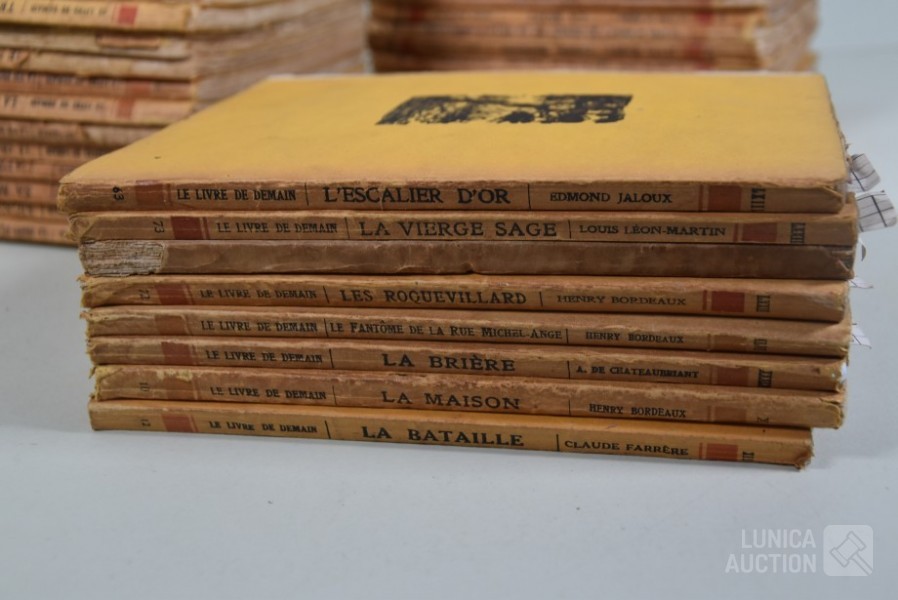 LE LIVRE DE DEMAIN L'ESCALIER D'OR EDMOND JALOUX
LE LIVRE DE DEMAIN LA VIERGE SAGE LOUIS LÉON-MARTIN
LE LIVRE DE DEMAIN LES ROQUEVILLARD HENRY BORDEAUX
LE LIVRE DE DEMAIN LE FANTÔME DE LA RUE MICHEL-ANGE HENRY BORDEAUX
LE LIVRE DE DEMAIN LA BRIÈRE A. DE CHATEAUBRIANT
LE LIVRE DE DEMAIN LA MAISON HENRY BORDEAUX
LE LIVRE DE DEMAIN LA BATAILLE CLAUDE FARRÈRE
LUNICA
AUCTION